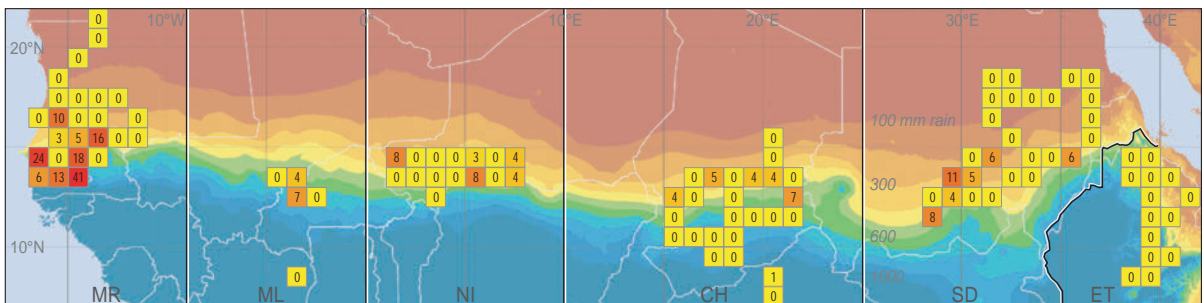 10°W 0° 10°E 20°E 30°E 40°E
0
0
20°N 0
0 0 0 0 0
0 0 0 0 0 0 0 0 0
0 10 0 0 0 100 mm rain 0 0
3 5 16 0 0 0 0 0
24 0 18 0 8 0 0 0 3 0 4 0 0 6 0 0 6 0 0
6 13 41 0 4 0 0 0 0 8 0 4 0 5 0 4 4 0 300 11 5 0 0 0 0 0
7 0 0 4 0 0 7 0 4 0 0 0 0 0
0 0 0 0 0 8 0 0
10°N 0 0 0 0 600 0 0
0 0 0 0
0 1 1000 0 0
0
MR ML NI CH SD ET